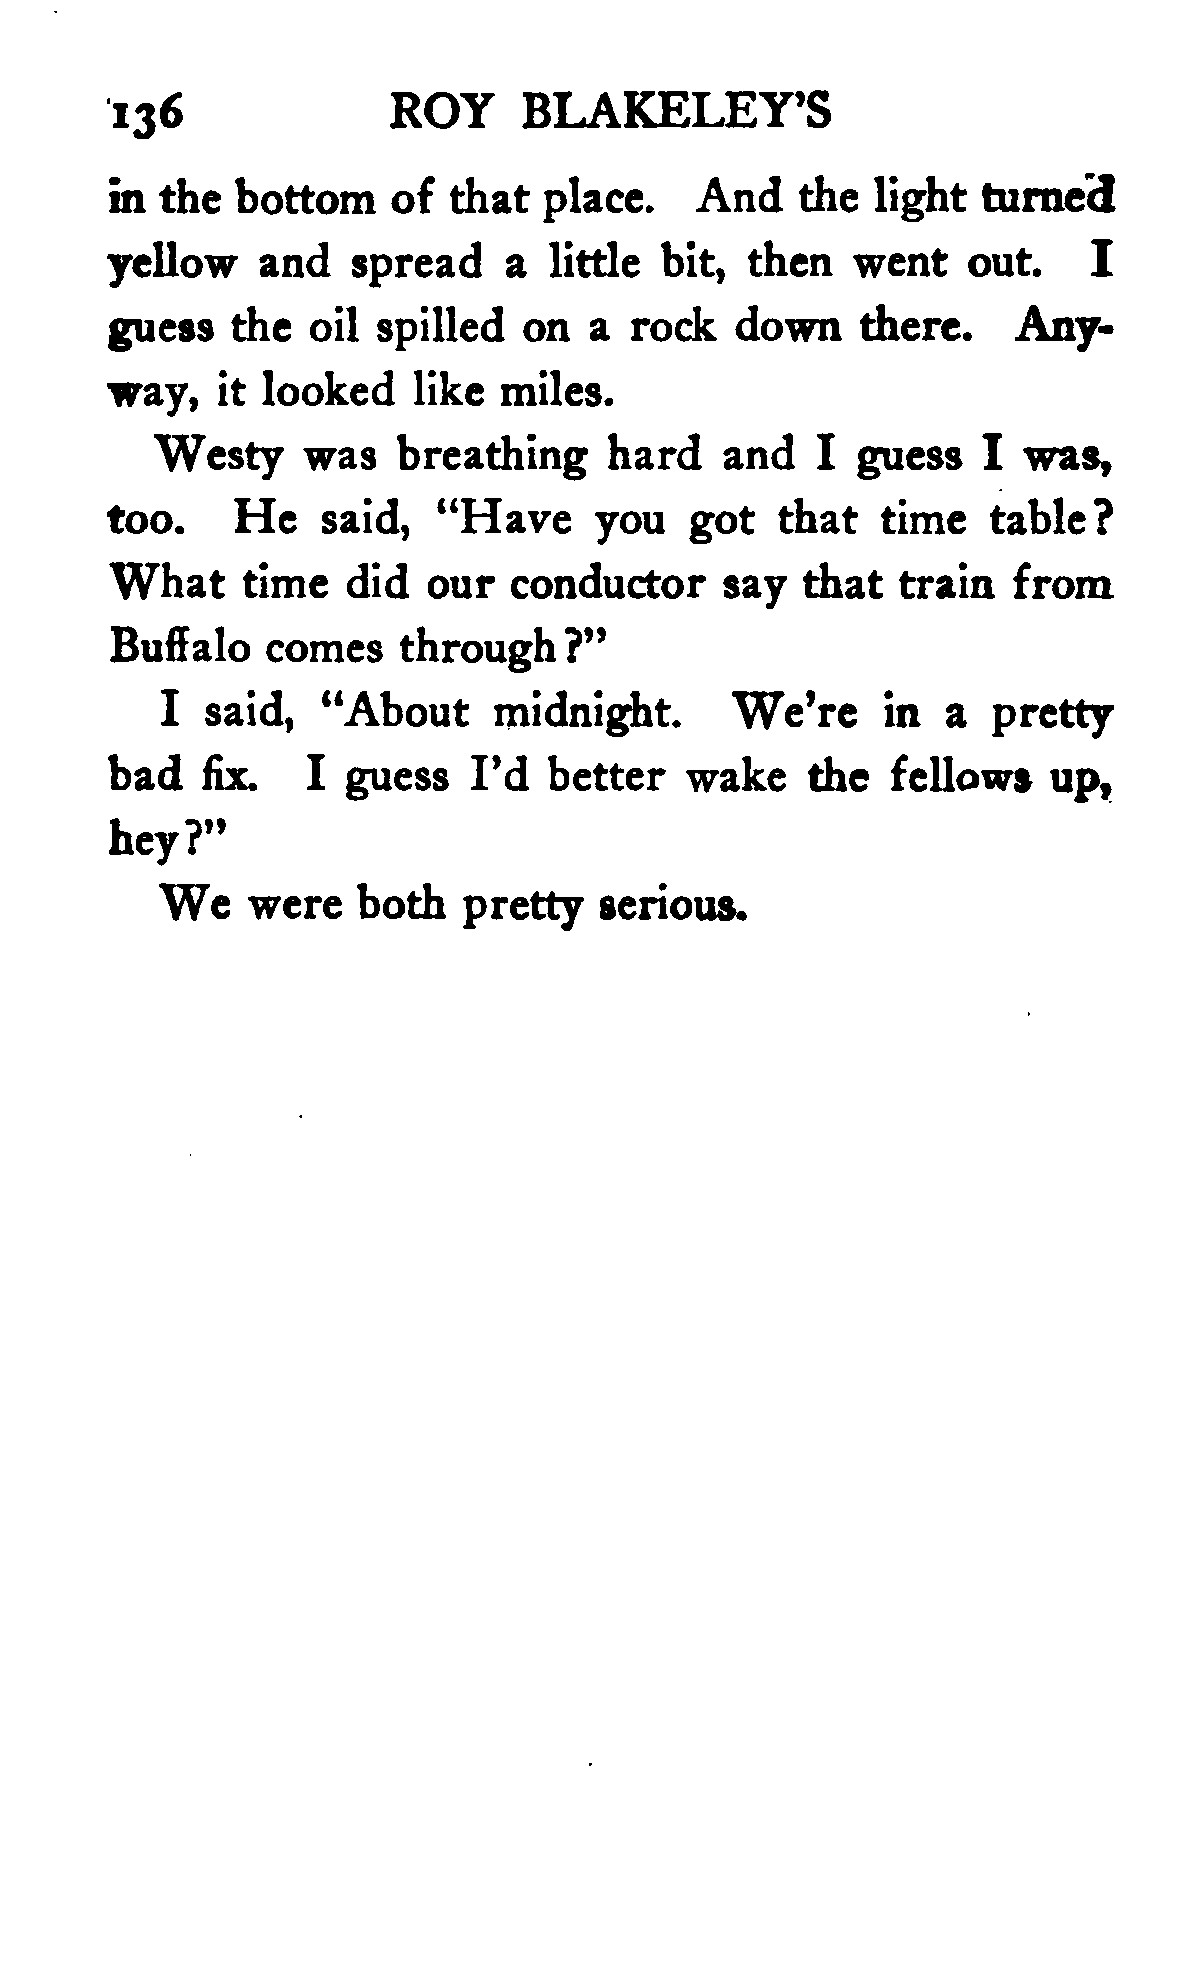 136 ROY BLAKELEY'S
in the bottom of that place. And the light turned
yellow and spread a little bit, then went out. I
guess the oil spilled on a rock down there. Any-
way, it looked like miles.
Westy was breathing hard and I guess I was,
too. He said, "Have you got that time table?
What time did our conductor say that train from
Buffalo comes through?"
I said, "About midnight. We're in a pretty
bad fix. I guess I'd better wake the fellows up,
hey?"
We were both pretty serious.